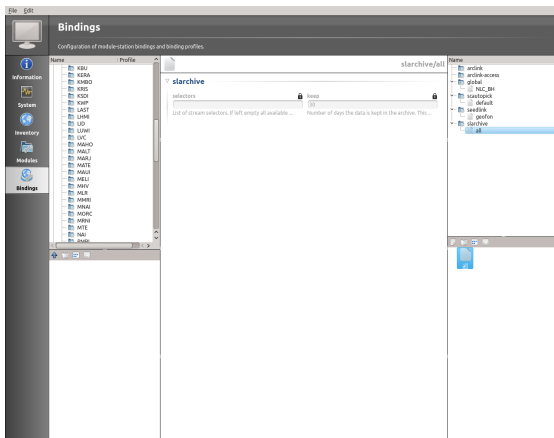 File Edit
Bindings
Configuration of module-station bindings and binding profiles.
Information
System
Inventory
Modules
Bindings
Name Profile
KBU
KERA
KMBO
KRIS
KSDI
KWP
LAST
LHMI
LID
LUWI
LVC
MAHO
MALT
MARJ
MATE
MAUI
MELI
MHV
MLR
MMRI
MNAI
MORC
MRNI
MTE
NAI
slarchive/all
slarchive
selectors
List of stream selectors. If left empty all available ...
keep
30
Number of days the data is kept in the archive. This ...
Name
arclink
arclink-access
global
NLC_BH
scautopick
default
seedlink
geofon
slarchive
all
all